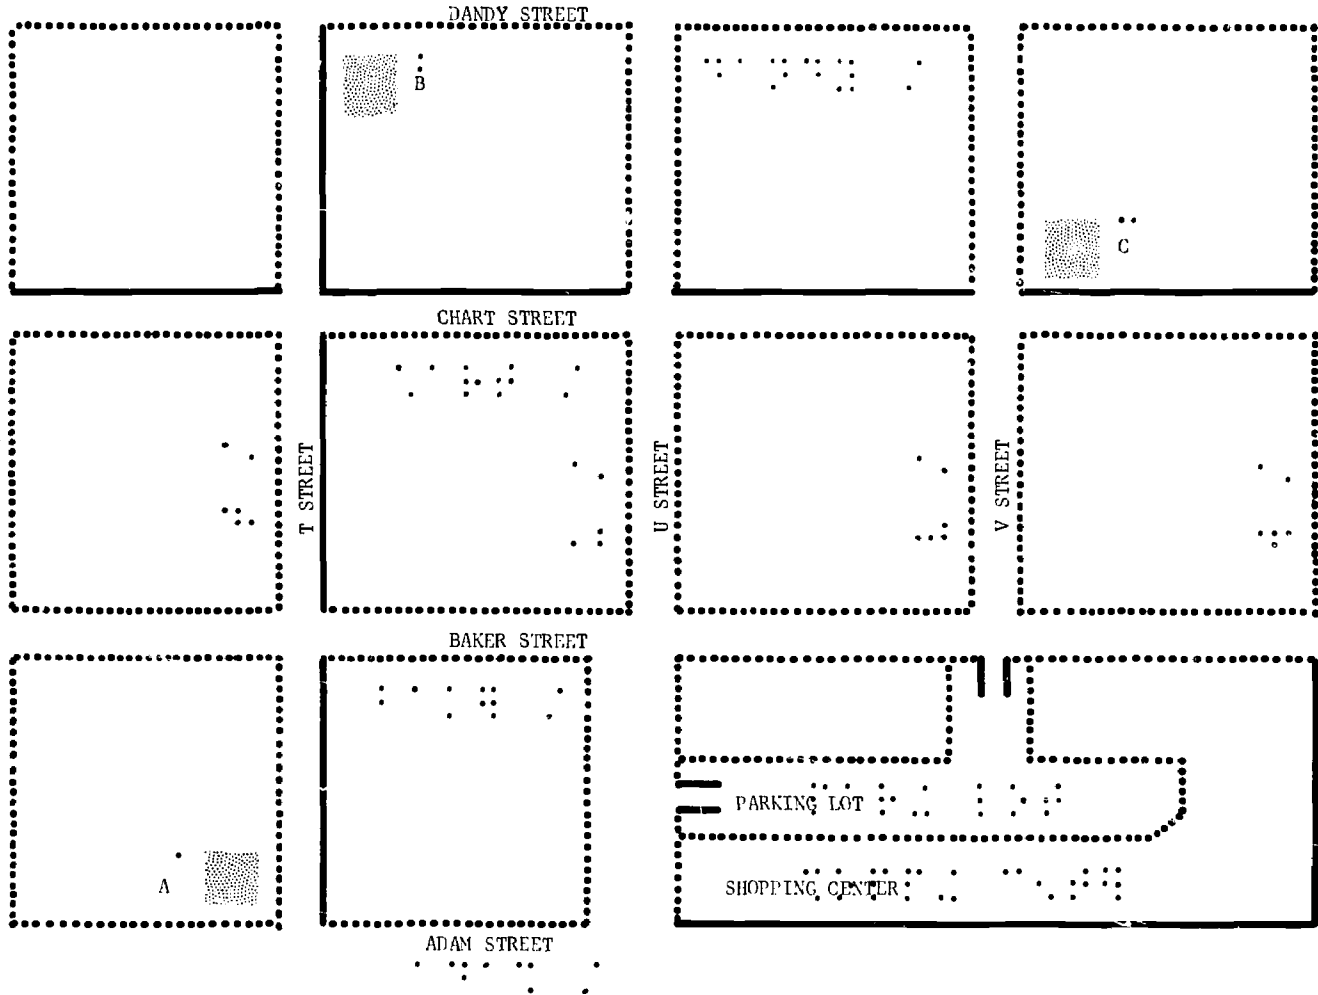 DANDY STREET
B
C
CHART STREET
T STREET
U STREET
V STREET
BAKER STREET
PARKING LOT
A
SHOPPING CENTER
ADAM STREET